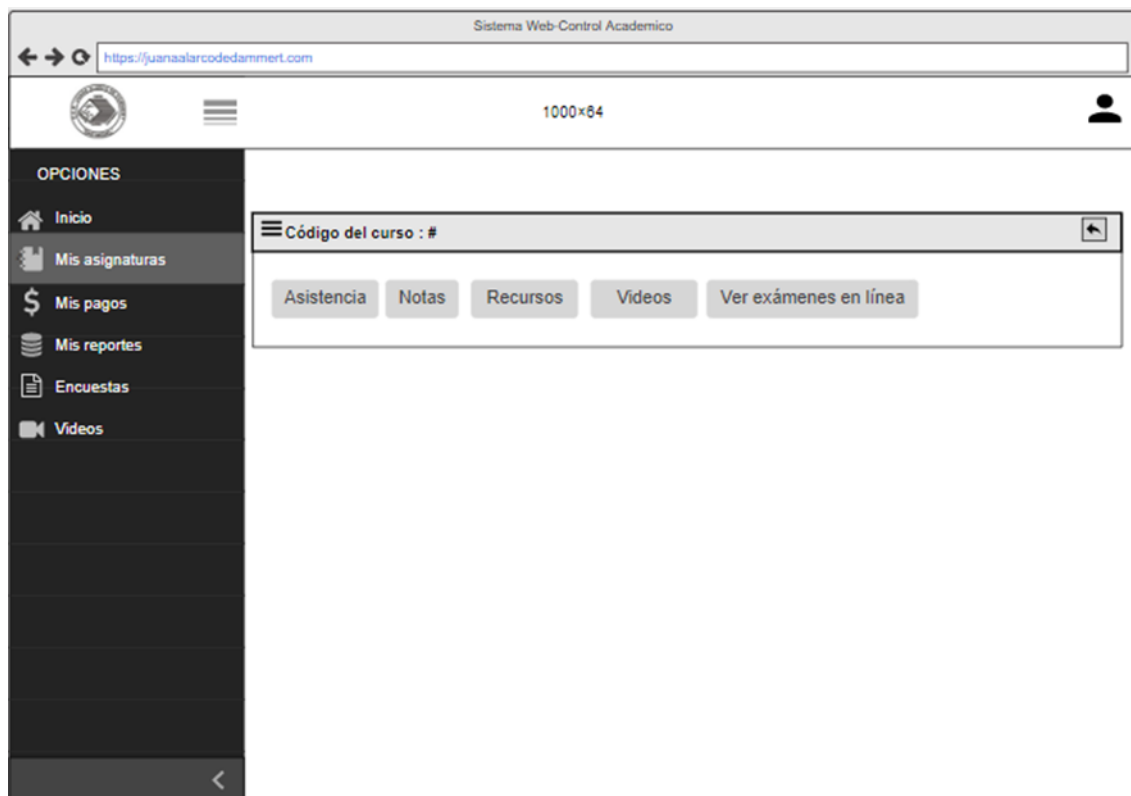 Sistema Web-Control Academico
https://juanaalarcodedammert.com
1000×64
OPCIONES
Inicio
Mis asignaturas
Mis pagos
Mis reportes
Encuestas
Videos
Código del curso : #
Asistencia Notas Recursos Videos Ver exámenes en línea